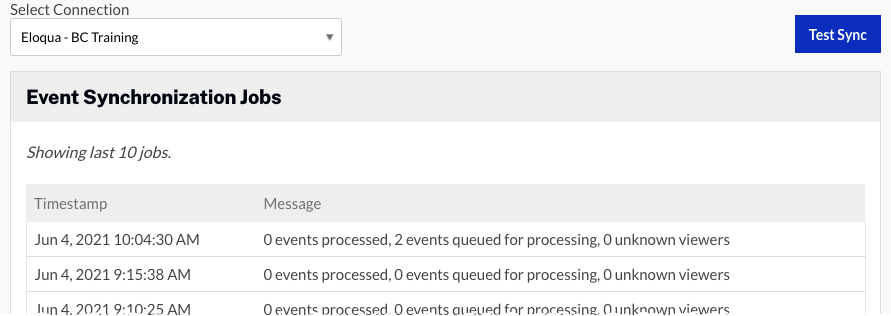 Select Connection
Eloqua - BC Training
Test Sync
Event Synchronization Jobs
Showing last 10 jobs.
Timestamp Message
Jun 4, 2021 10:04:30 AM 0 events processed, 2 events queued for processing, 0 unknown viewers
Jun 4, 2021 9:15:38 AM 0 events processed, 0 events queued for processing, 0 unknown viewers
Jun 4, 2021 9:10:25 AM 0 events processed, 0 events queued for processing, 0 unknown viewers